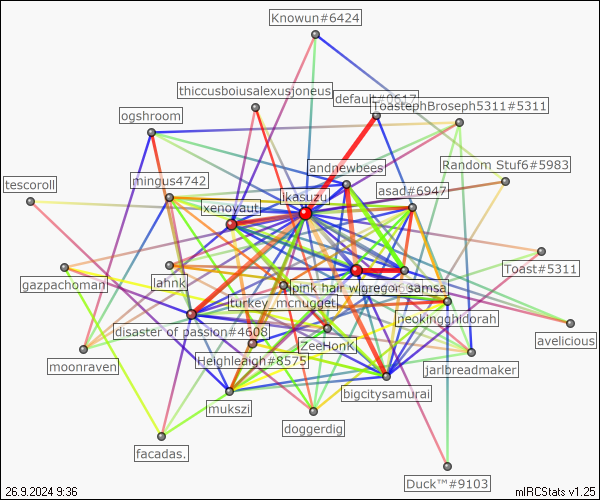 Knowun#6424
thiccusboiusalexusjoneus
default#0617
ToastephBroseph5311#5311
ogshroom
andnewbees
Random Stuf6#5983
tescoroll
mingus4742
lkasuzu
asad#6947
xenoyaut
Toast#5311
gazpachoman
lahnk
pink hair w
gregor_samsa
turkey_mcnugget
neokingghidorah
disaster of passion#4608
ZeeHonK
avelicious
moonraven
Heighleaigh#8575
jarlbreadmaker
bigcitysamurai
mukszi
doggerdig
facadas.
Duck™#9103
26.9.2024 9:36
mIRCStats v1.25